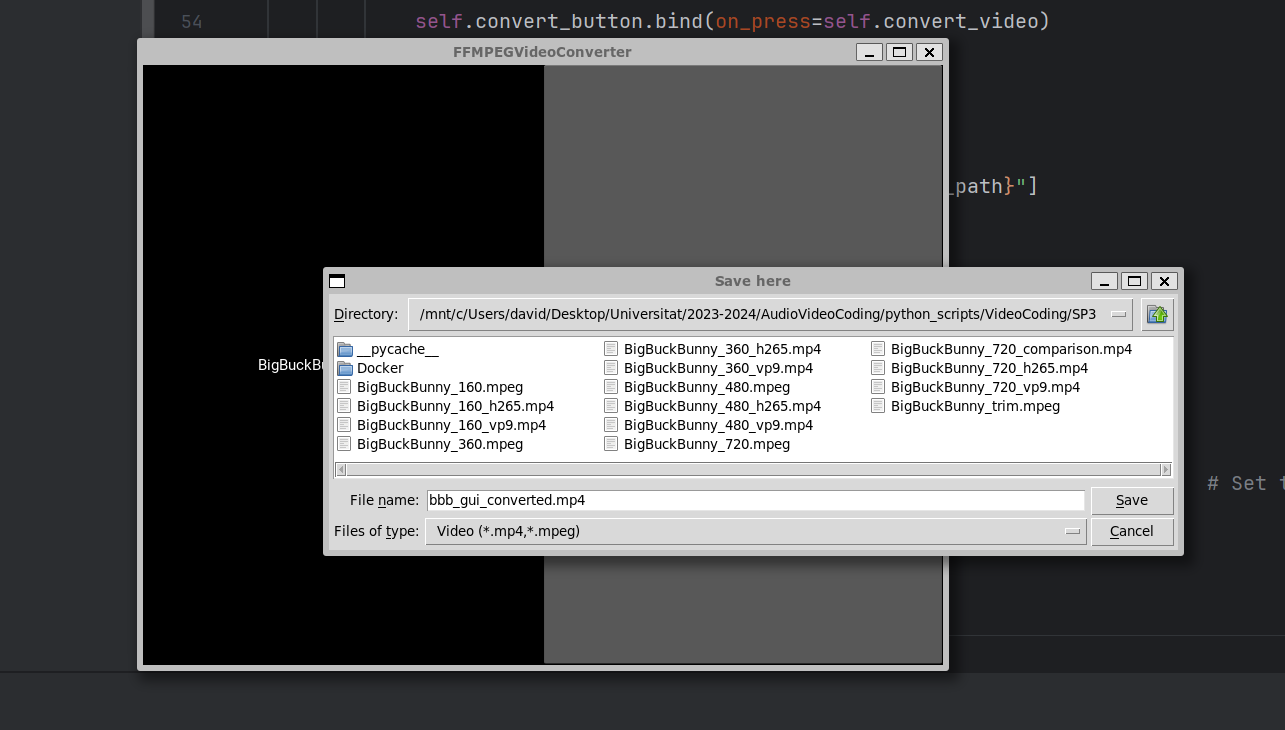 54 self.convert_button.bind(on_press=self.convert_video)
FFMPEGVideoConverter
_path}"]
Save here
Directory: /mnt/c/Users/david/Desktop/Universitat/2023-2024/AudioVideoCoding/python_scripts/VideoCoding/SP3
__pycache__ BigBuckBunny_360_h265.mp4 BigBuckBunny_720_comparison.mp4
Docker BigBuckBunny_360_vp9.mp4 BigBuckBunny_720_h265.mp4
BigBuckB BigBuckBunny_160.mpeg BigBuckBunny_480.mpeg BigBuckBunny_720_vp9.mp4
BigBuckBunny_160_h265.mp4 BigBuckBunny_480_h265.mp4 BigBuckBunny_trim.mpeg
BigBuckBunny_160_vp9.mp4 BigBuckBunny_480_vp9.mp4
BigBuckBunny_360.mpeg BigBuckBunny_720.mpeg
# Set t
File name: bbb_gui_converted.mp4 Save
Files of type: Video (*.mp4,*.mpeg) Cancel